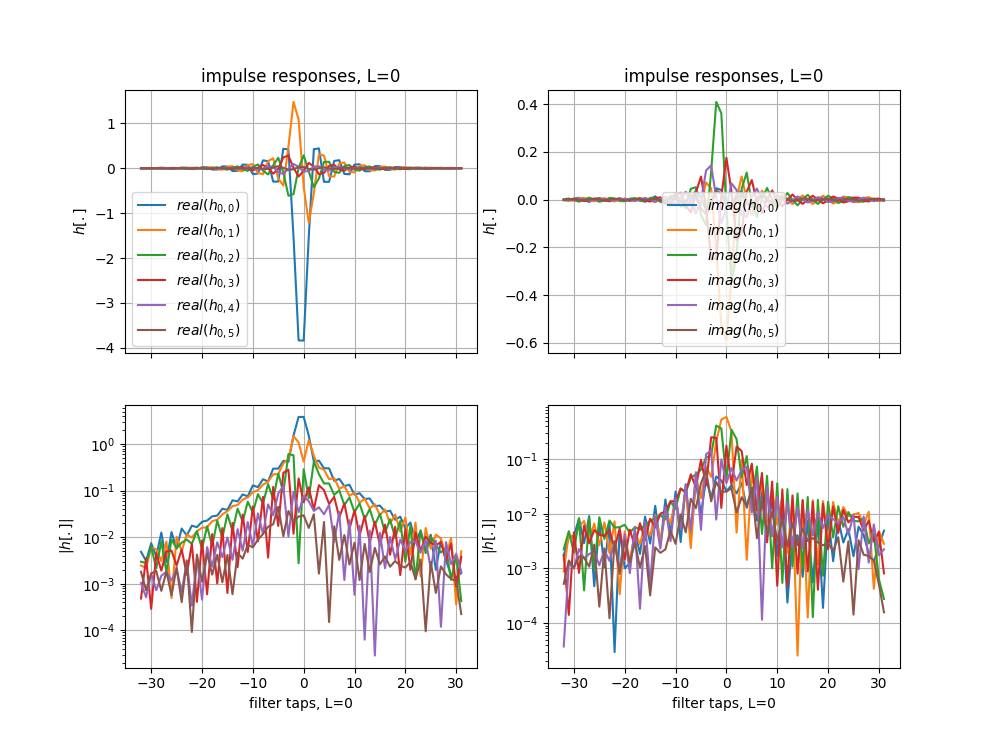 impulse responses, L=0
1
0
−1
−2
−3
−4
h[.]
real(h0,0)
real(h0,1)
real(h0,2)
real(h0,3)
real(h0,4)
real(h0,5)
impulse responses, L=0
0.4
0.2
0.0
−0.2
−0.4
−0.6
h[.]
imag(h0,0)
imag(h0,1)
imag(h0,2)
imag(h0,3)
imag(h0,4)
imag(h0,5)
10⁰
10⁻¹
10⁻²
10⁻³
10⁻⁴
|h[.]|
−30 −20 −10 0 10 20 30
filter taps, L=0
10⁻¹
10⁻²
10⁻³
10⁻⁴
|h[.]|
−30 −20 −10 0 10 20 30
filter taps, L=0